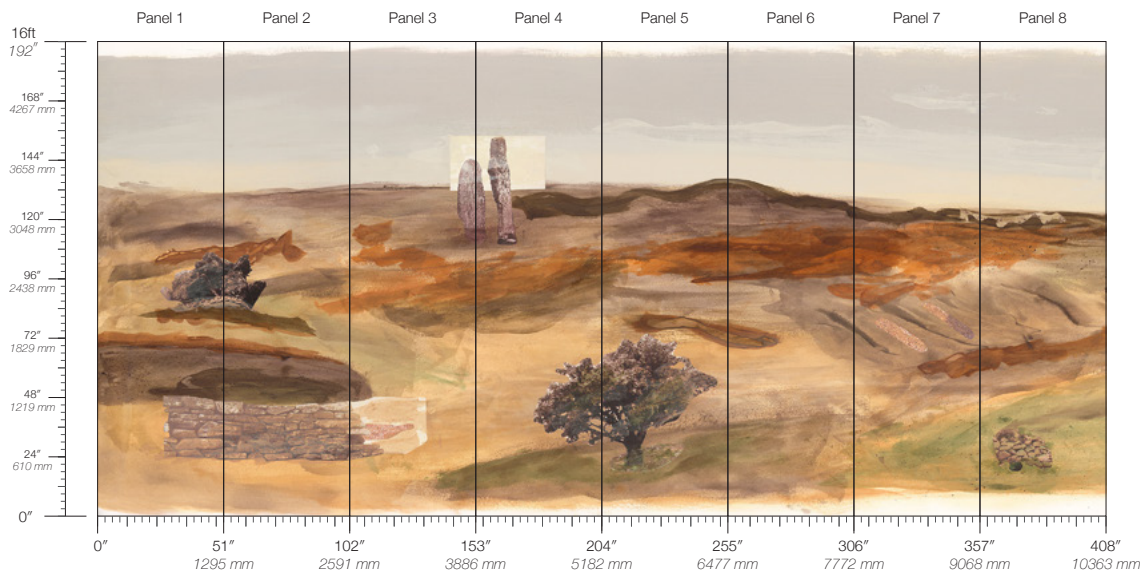 Panel 1 Panel 2 Panel 3 Panel 4 Panel 5 Panel 6 Panel 7 Panel 8
16ft
192″
168″
4267 mm
144″
3658 mm
120″
3048 mm
96″
2438 mm
72″
1829 mm
48″
1219 mm
24″
610 mm
0″
0″ 51″ 102″ 153″ 204″ 255″ 306″ 357″ 408″
1295 mm 2591 mm 3886 mm 5182 mm 6477 mm 7772 mm 9068 mm 10363 mm